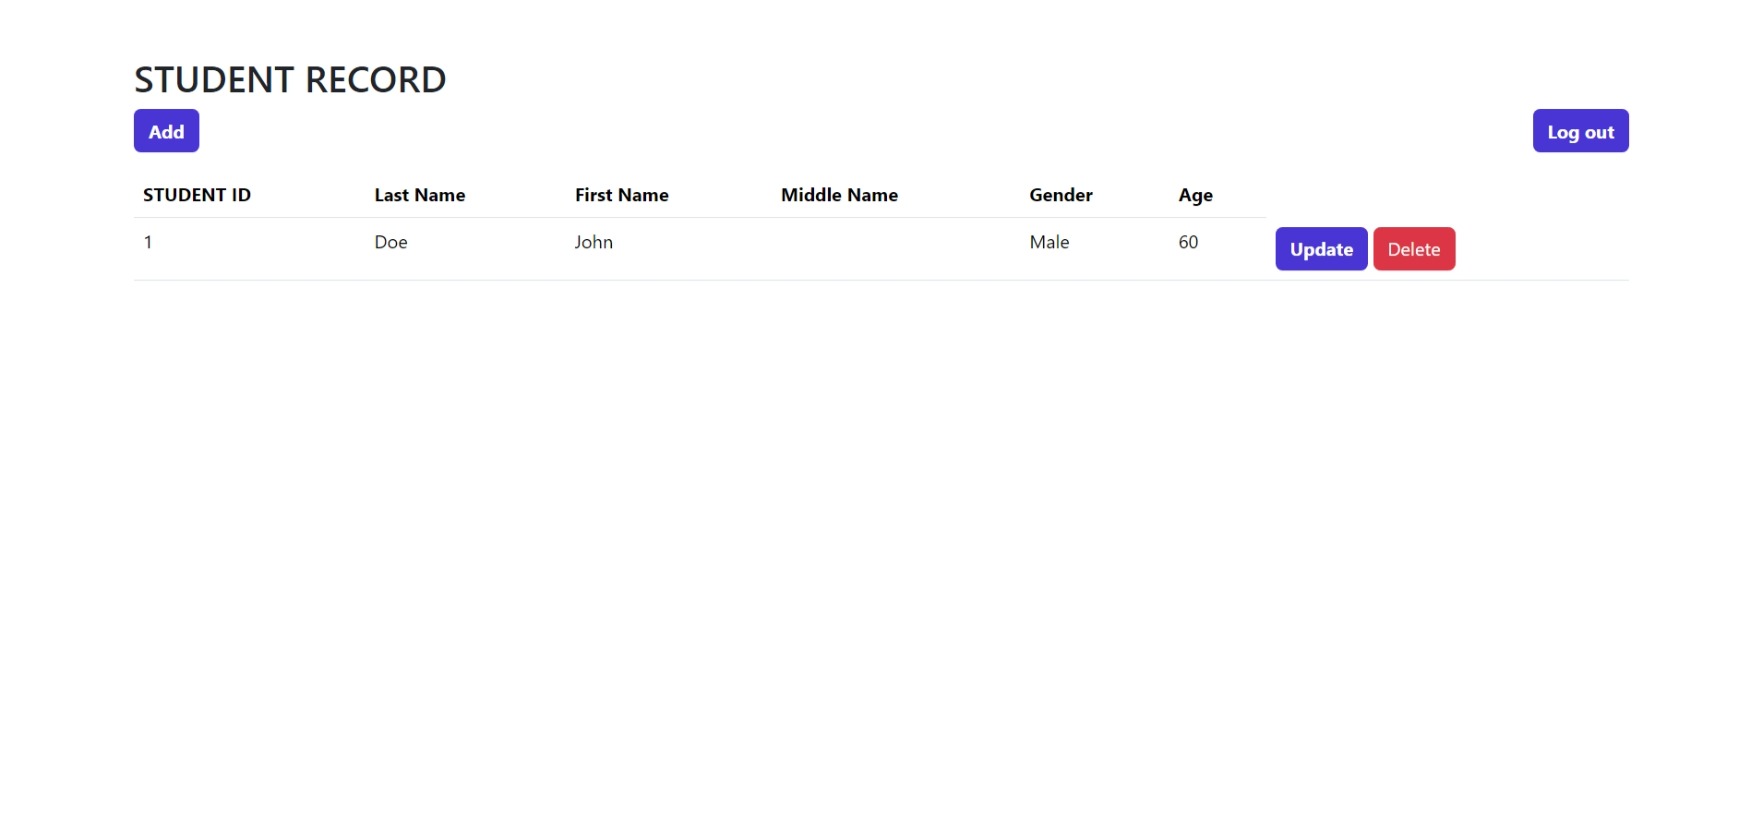 STUDENT RECORD
Add Log out
STUDENT ID Last Name First Name Middle Name Gender Age
1 Doe John Male 60 Update Delete